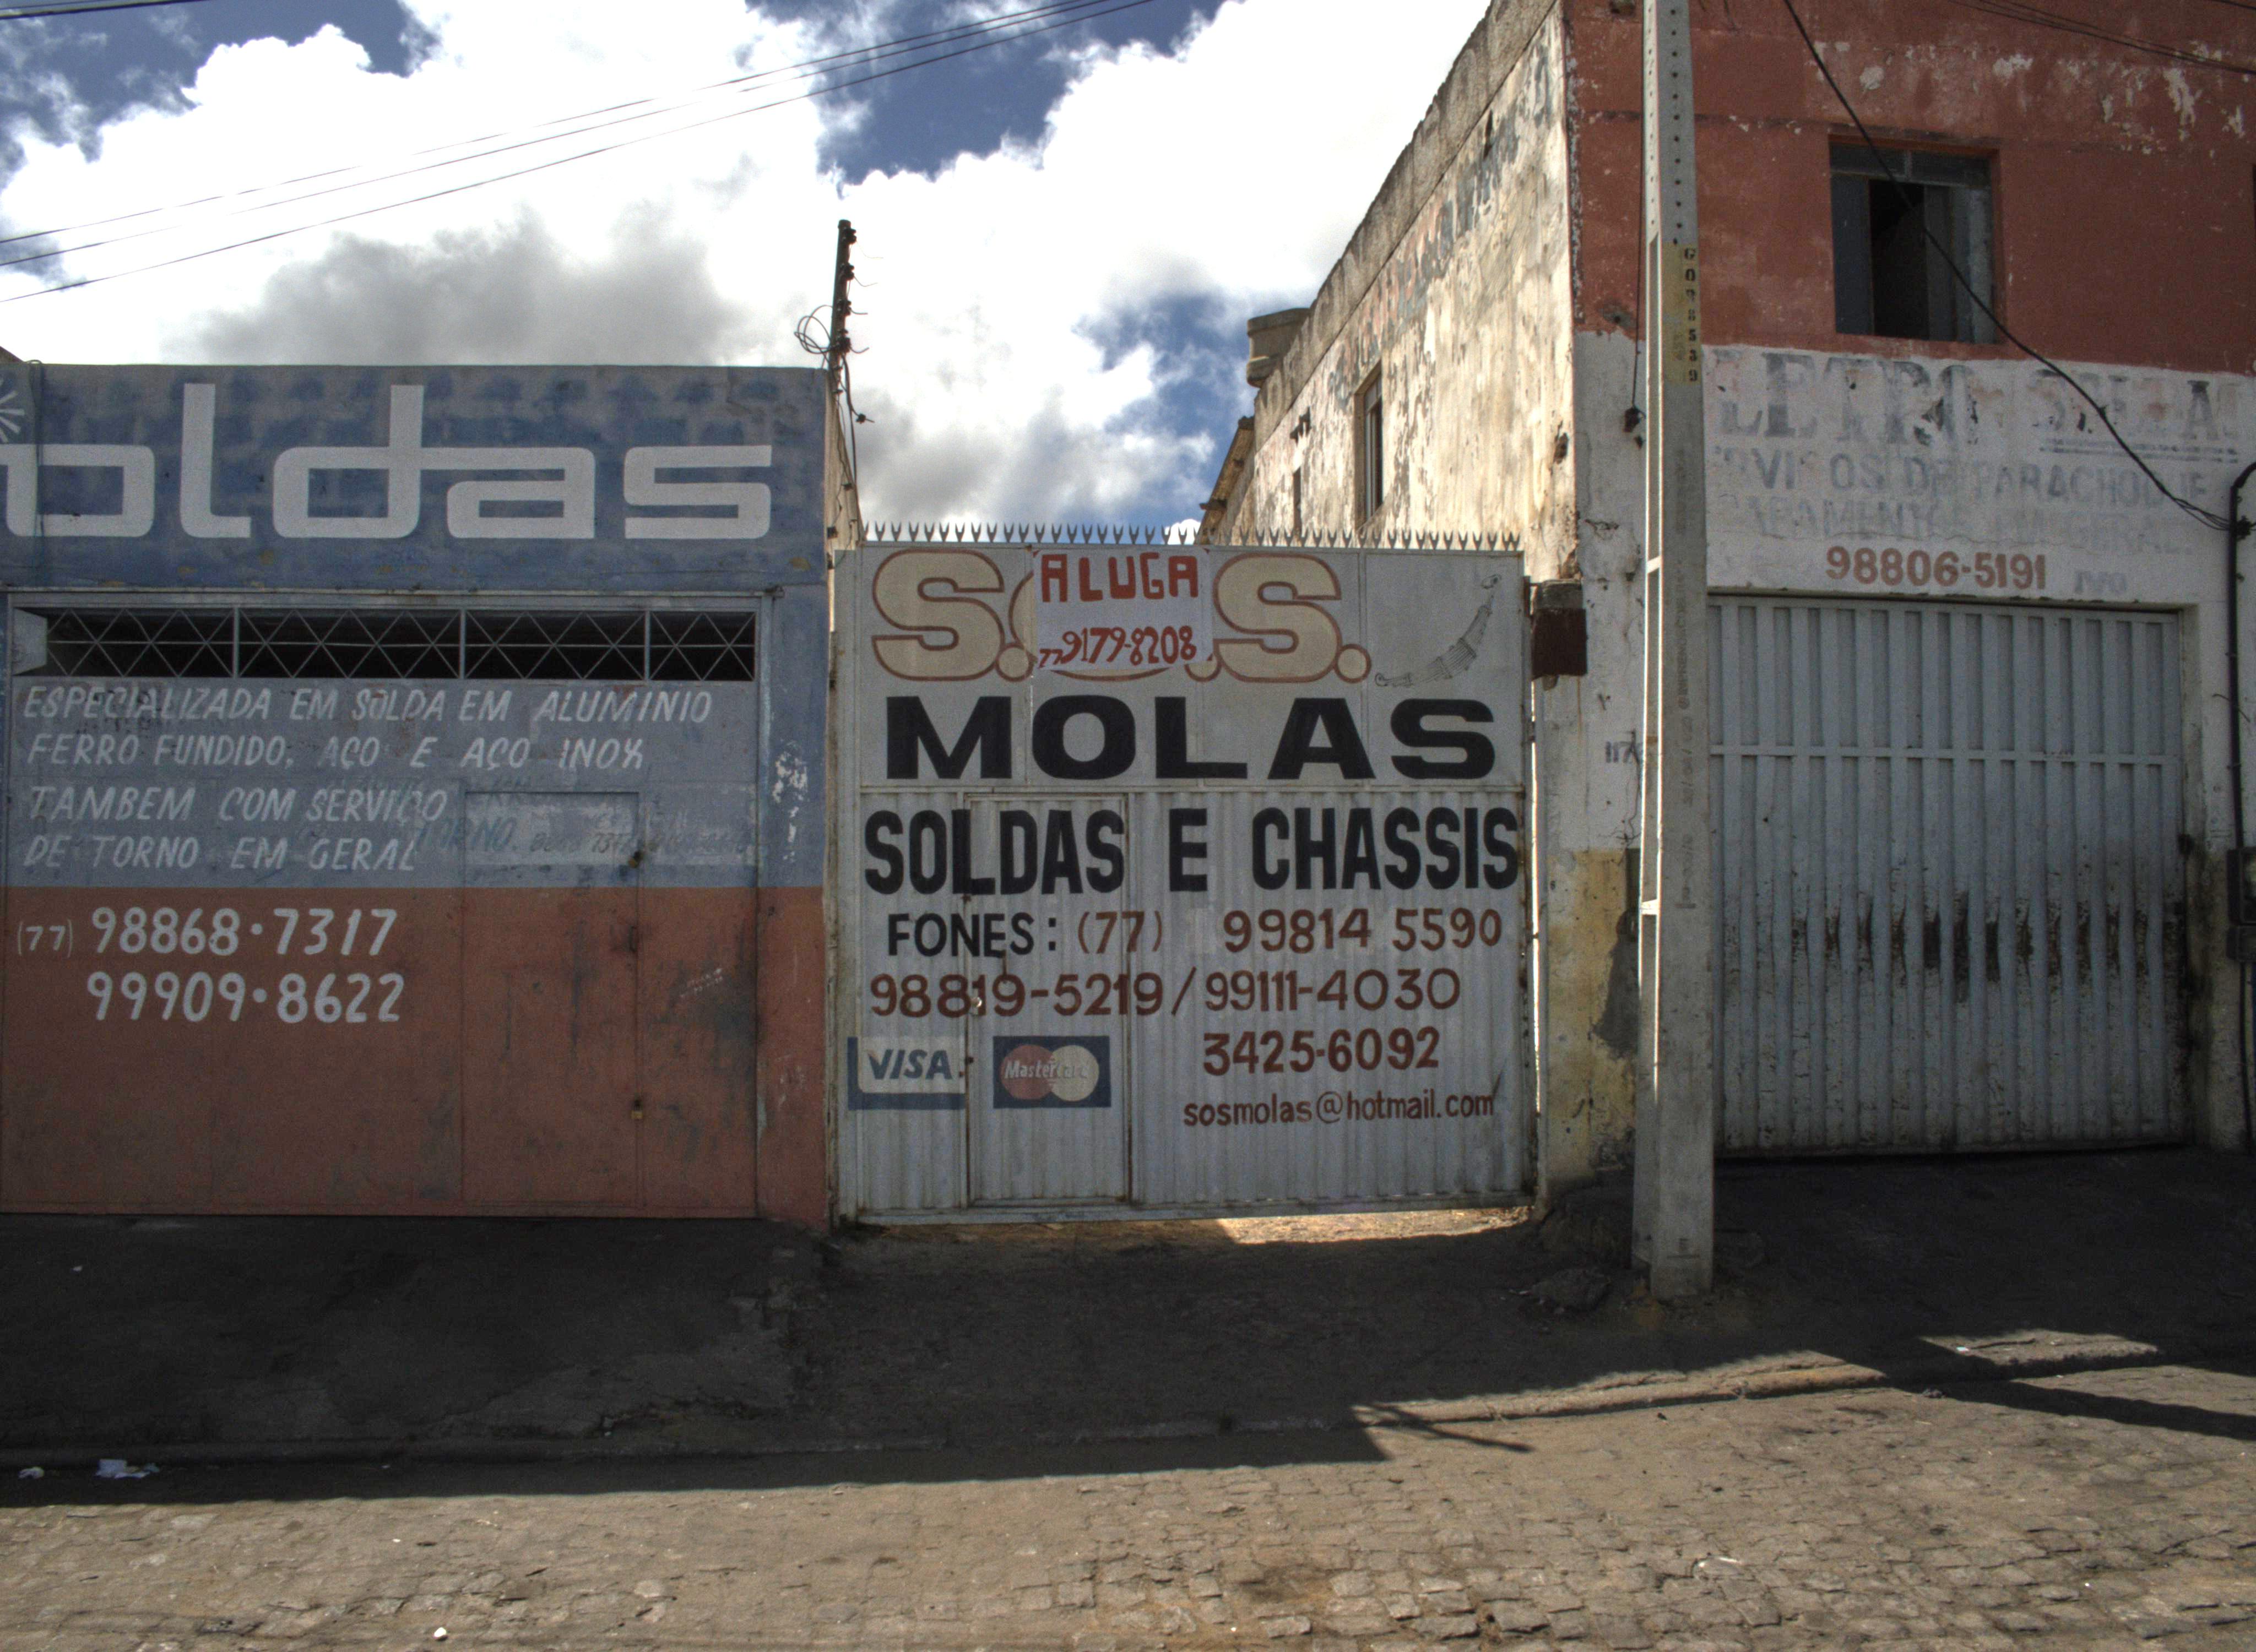 oldas
ESPECIALIZADA EM SOLDA EM ALUMINIO
FERRO FUNDIDO, AÇO E AÇO INOX
TAMBEM COM SERVIÇO
DE TORNO EM GERAL
(77) 98868·7317
99909·8622
S. S.
ALUGA
77 9179-8208
MOLAS
SOLDAS E CHASSIS
FONES: (77) 99814 5590
98819-5219/99111-4030
3425-6092
VISA
MasterCard
sosmolas@hotmail.com
PARACHOQUE
98806-5191